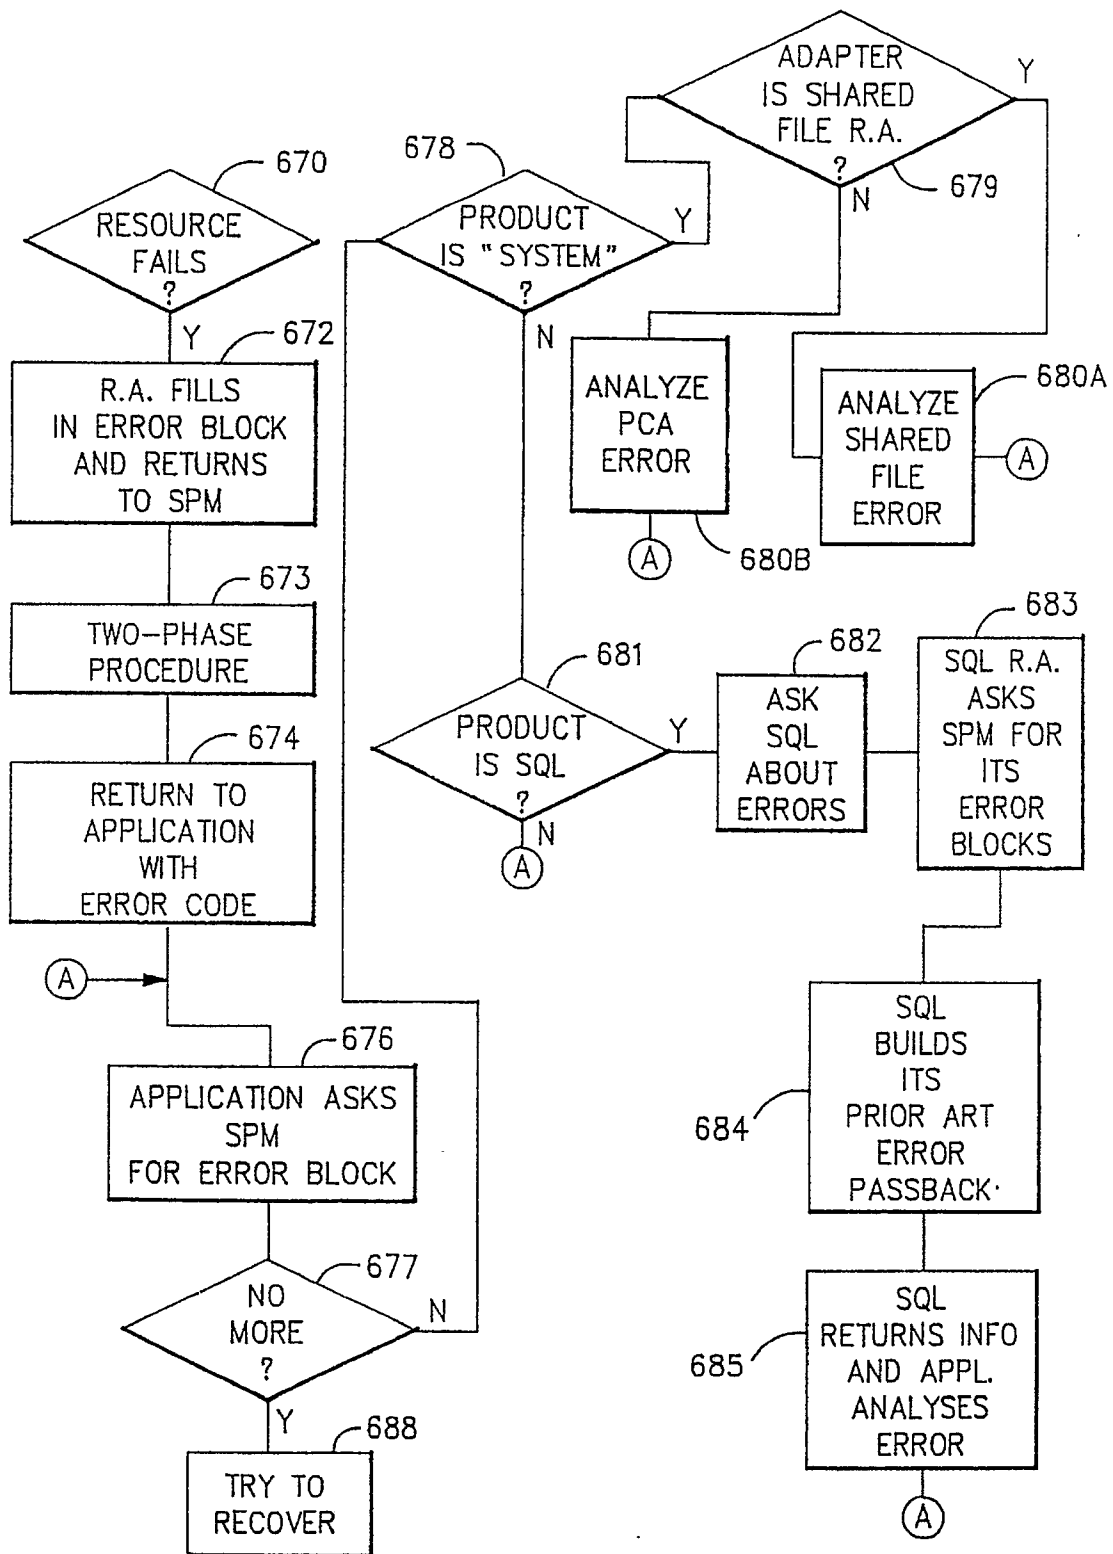 670
RESOURCE
FAILS
?
Y
672
R.A. FILLS
IN ERROR BLOCK
AND RETURNS
TO SPM
673
TWO-PHASE
PROCEDURE
674
RETURN TO
APPLICATION
WITH
ERROR CODE
A
676
APPLICATION ASKS
SPM
FOR ERROR BLOCK
677
NO
MORE
?
N
Y
688
TRY TO
RECOVER
678
PRODUCT
IS "SYSTEM"
?
Y
N
ADAPTER
IS SHARED
FILE R.A.
?
Y
N
679
ANALYZE
PCA
ERROR
680B
A
680A
ANALYZE
SHARED
FILE
ERROR
A
681
PRODUCT
IS SQL
?
Y
N
A
682
ASK
SQL
ABOUT
ERRORS
683
SQL R.A.
ASKS
SPM FOR
ITS
ERROR
BLOCKS
684
SQL
BUILDS
ITS
PRIOR ART
ERROR
PASSBACK
685
SQL
RETURNS INFO
AND APPL.
ANALYSES
ERROR
A